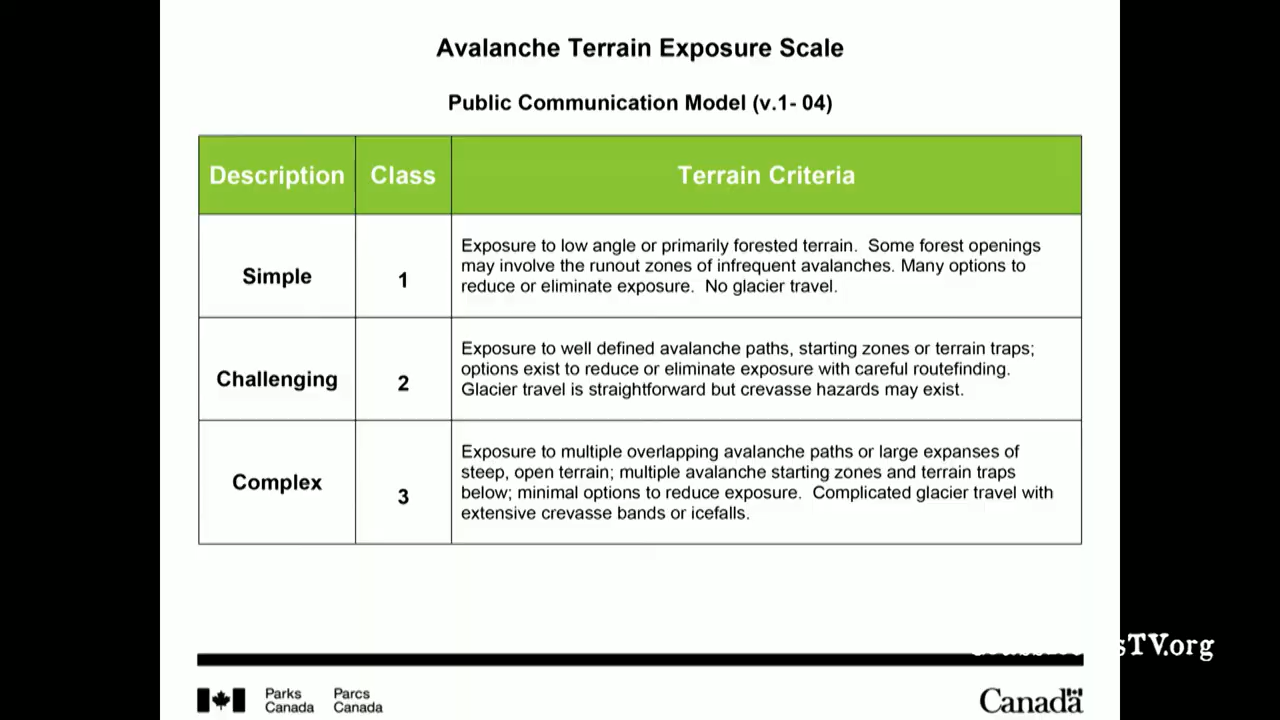 Avalanche Terrain Exposure Scale
Public Communication Model (v.1- 04)
Description Class Terrain Criteria
Simple
1
Exposure to low angle or primarily forested terrain. Some forest openings
may involve the runout zones of infrequent avalanches. Many options to
reduce or eliminate exposure. No glacier travel.
Challenging
2
Exposure to well defined avalanche paths, starting zones or terrain traps;
options exist to reduce or eliminate exposure with careful routefinding.
Glacier travel is straightforward but crevasse hazards may exist.
Complex
3
Exposure to multiple overlapping avalanche paths or large expanses of
steep, open terrain; multiple avalanche starting zones and terrain traps
below; minimal options to reduce exposure. Complicated glacier travel with
extensive crevasse bands or icefalls.
sTV.org
Parks Canada
Parcs Canada
Canada